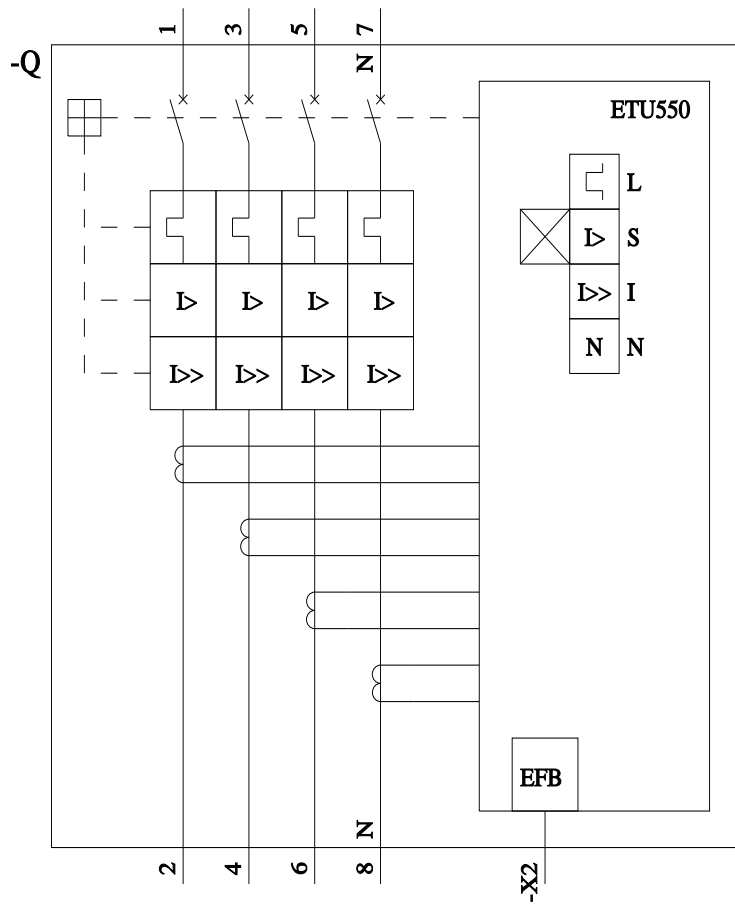 1 3 5 7
-Q
N
ETU550
L
I> S
I>> I
N N
I> I> I> I>
I>> I>> I>> I>>
EFB
N
2 4 6 8
-X2